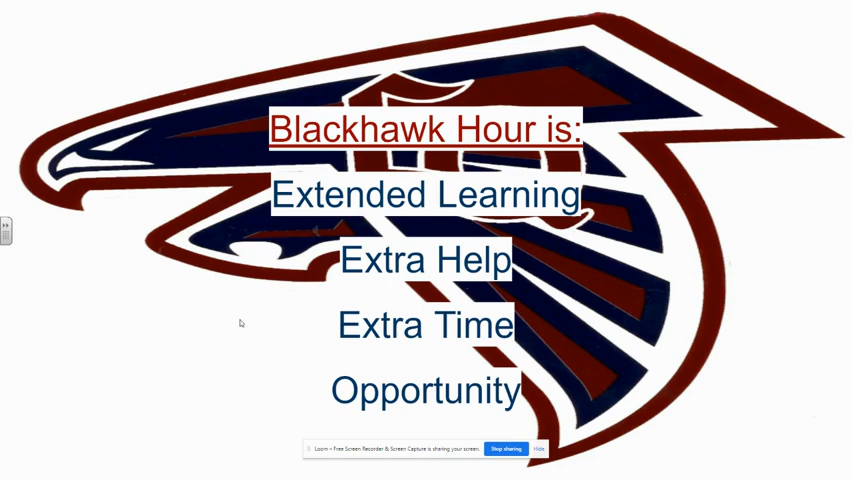 Blackhawk Hour is:
Extended Learning
Extra Help
Extra Time
Opportunity
Loom – Free Screen Recorder & Screen Capture is sharing your screen.
Stop sharing
Hide